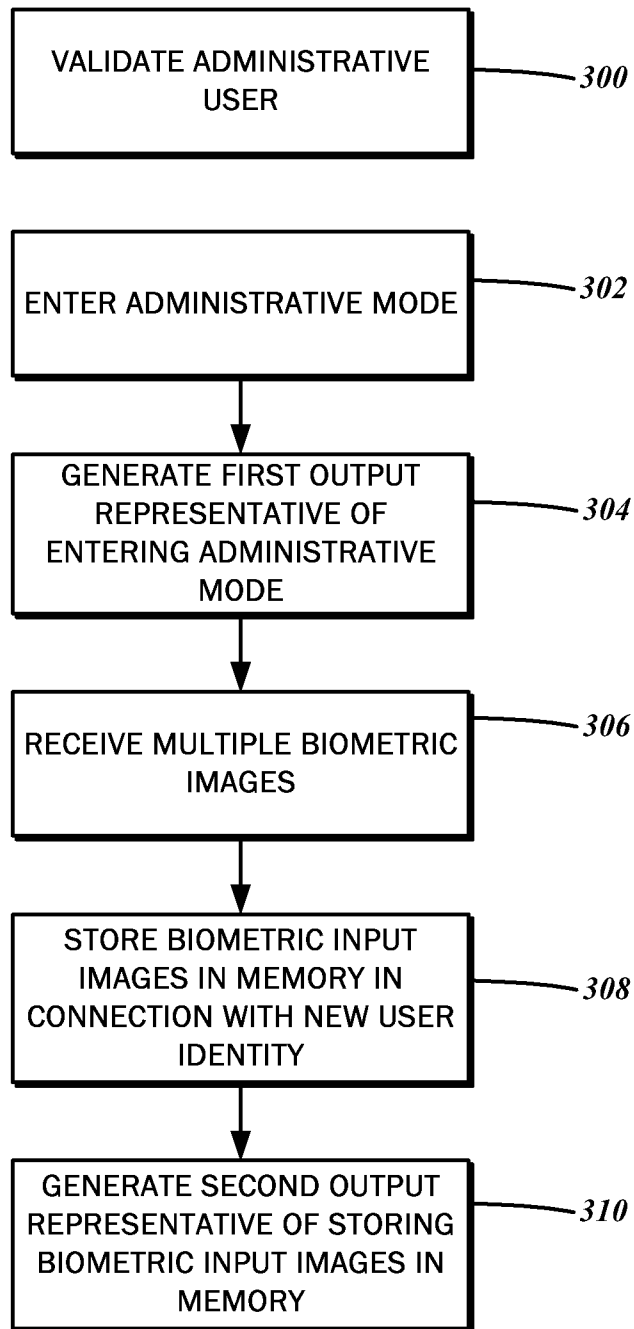 VALIDATE ADMINISTRATIVE
USER
300
ENTER ADMINISTRATIVE MODE
302
GENERATE FIRST OUTPUT
REPRESENTATIVE OF
ENTERING ADMINISTRATIVE
MODE
304
RECEIVE MULTIPLE BIOMETRIC
IMAGES
306
STORE BIOMETRIC INPUT
IMAGES IN MEMORY IN
CONNECTION WITH NEW USER
IDENTITY
308
GENERATE SECOND OUTPUT
REPRESENTATIVE OF STORING
BIOMETRIC INPUT IMAGES IN
MEMORY
310